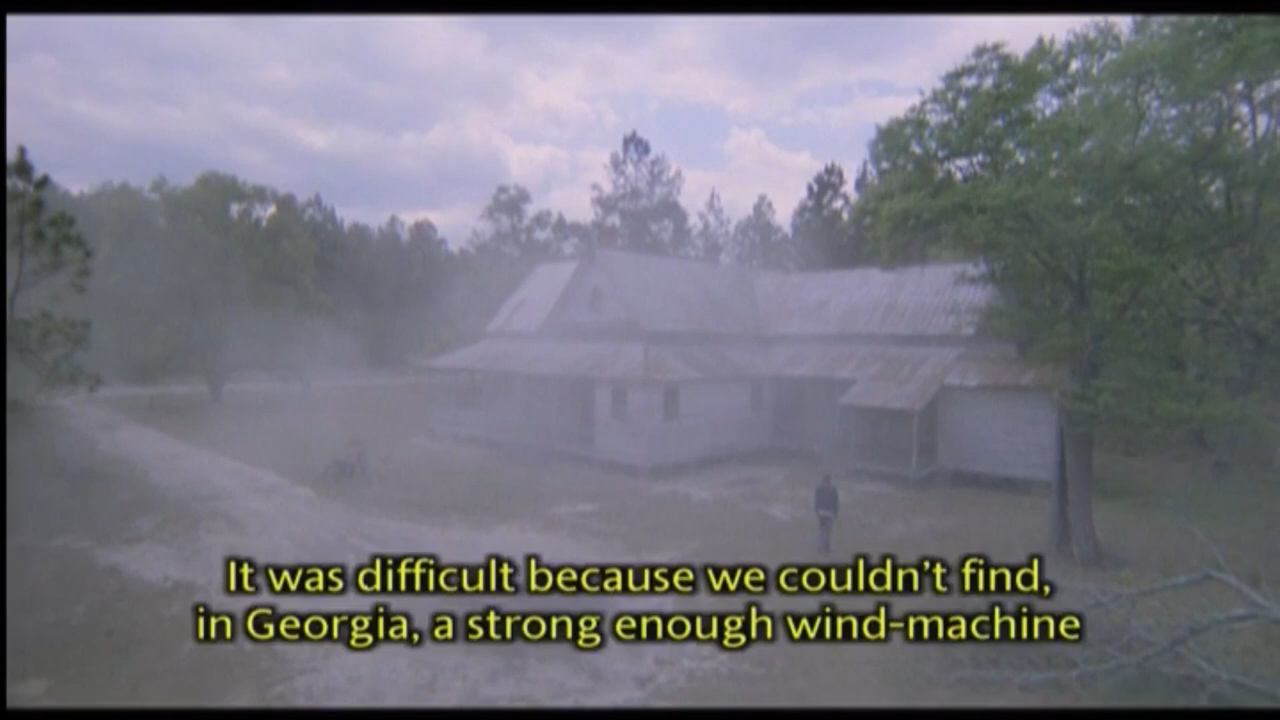 It was difficult because we couldn't find,
in Georgia, a strong enough wind-machine